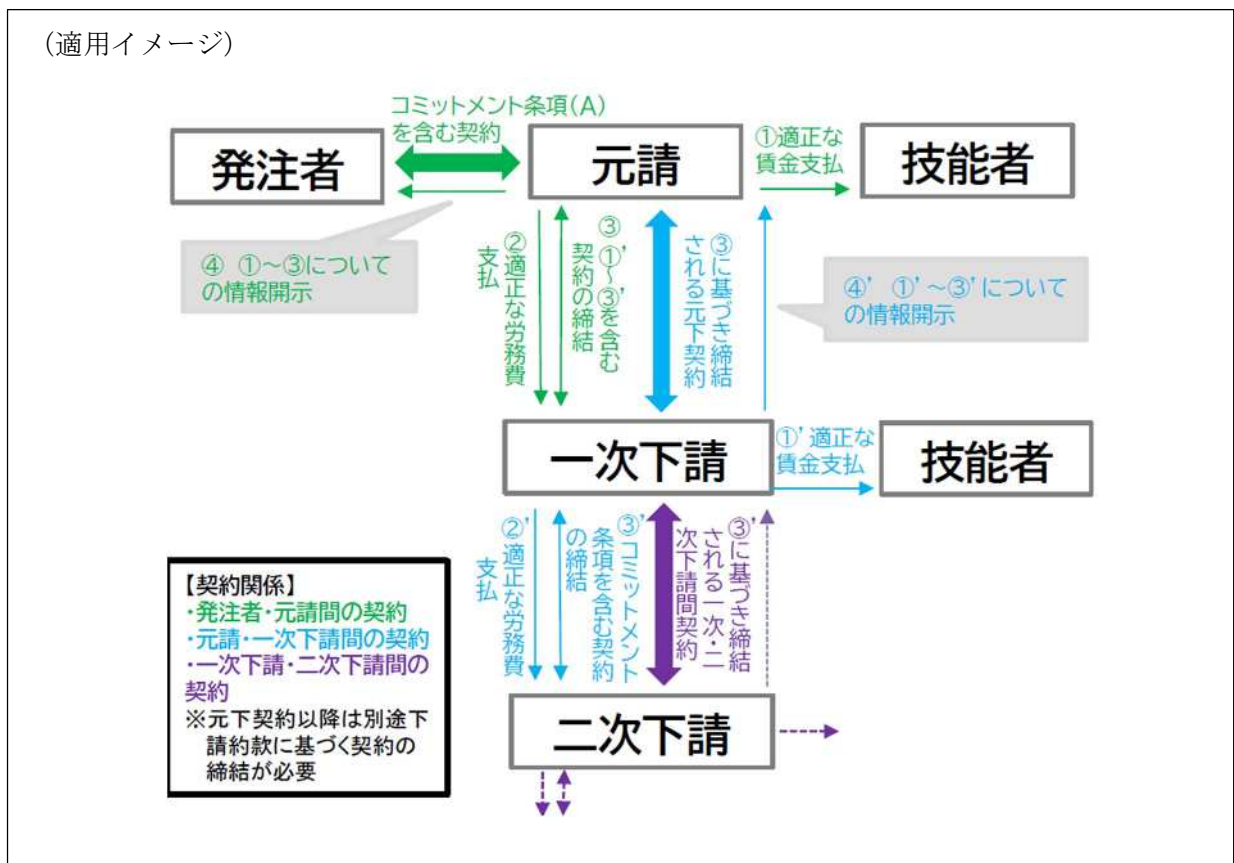 (適用イメージ)
コミットメント条項(A)
を含む契約
発注者
元請
①適正な
賃金支払
技能者
④ ①～③について
の情報開示
②適正な労務費
支払
③ ①’～③’を含む
契約の締結
③に基づき締結
される元下契約
④’ ①’～③’について
の情報開示
一次下請
①’適正な
賃金支払
技能者
②’適正な労務費
支払
③’コミットメント
条項を含む契約
の締結
③’に基づき締結
される一次・二
次下請間契約
【契約関係】
・発注者・元請間の契約
・元請・一次下請間の契約
・一次下請・二次下請間の
契約
※元下契約以降は別途下
請約款に基づく契約の
締結が必要
二次下請